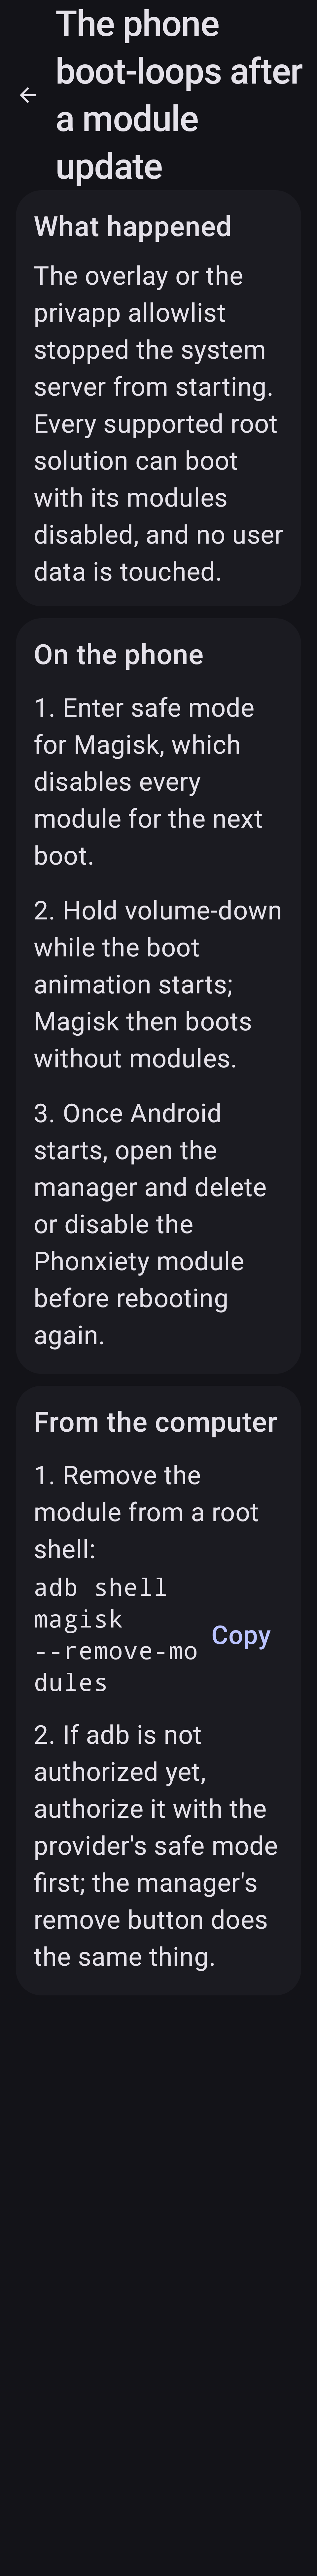 The phone
boot-loops after
a module
update
What happened
The overlay or the
privapp allowlist
stopped the system
server from starting.
Every supported root
solution can boot
with its modules
disabled, and no user
data is touched.
On the phone
1. Enter safe mode
for Magisk, which
disables every
module for the next
boot.
2. Hold volume-down
while the boot
animation starts;
Magisk then boots
without modules.
3. Once Android
starts, open the
manager and delete
or disable the
Phonxiety module
before rebooting
again.
From the computer
1. Remove the
module from a root
shell:
adb shell
magisk
--remove-mo
dules
Copy
2. If adb is not
authorized yet,
authorize it with the
provider's safe mode
first; the manager's
remove button does
the same thing.